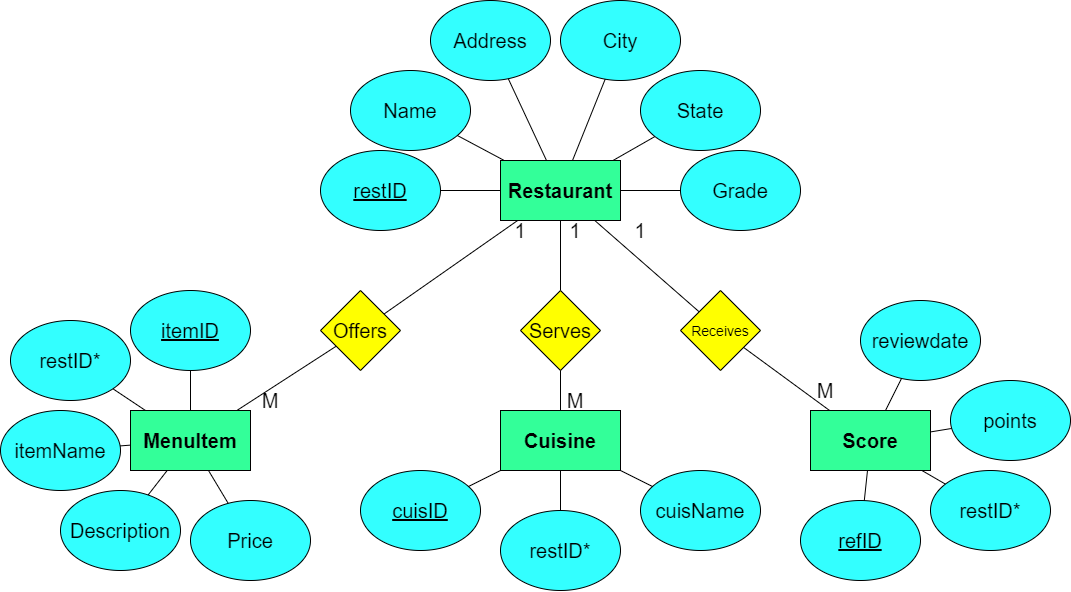 Address
City
Name
State
restID
Restaurant
Grade
1
1
1
Offers
Serves
Receives
itemID
restID*
reviewdate
M
M
M
itemName
MenuItem
Cuisine
Score
points
Description
Price
cuisID
restID*
cuisName
refID
restID*